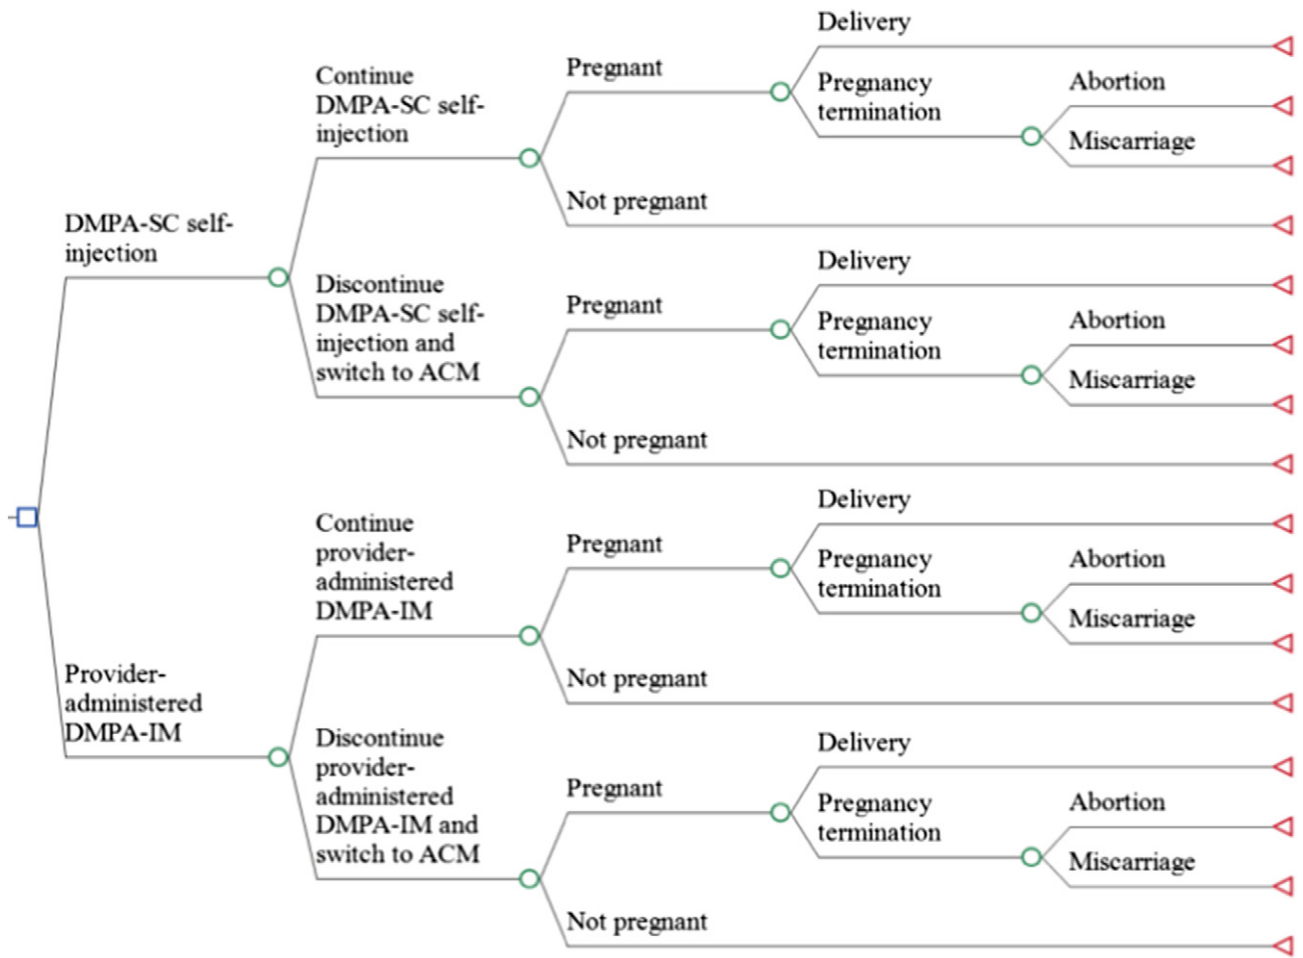 DMPA-SC self-
injection
Continue
DMPA-SC self-
injection
Pregnant
Delivery
Pregnancy
termination
Abortion
Miscarriage
Not pregnant
Discontinue
DMPA-SC self-
injection and
switch to ACM
Pregnant
Delivery
Pregnancy
termination
Abortion
Miscarriage
Not pregnant
Provider-
administered
DMPA-IM
Continue
provider-
administered
DMPA-IM
Pregnant
Delivery
Pregnancy
termination
Abortion
Miscarriage
Not pregnant
Discontinue
provider-
administered
DMPA-IM and
switch to ACM
Pregnant
Delivery
Pregnancy
termination
Abortion
Miscarriage
Not pregnant